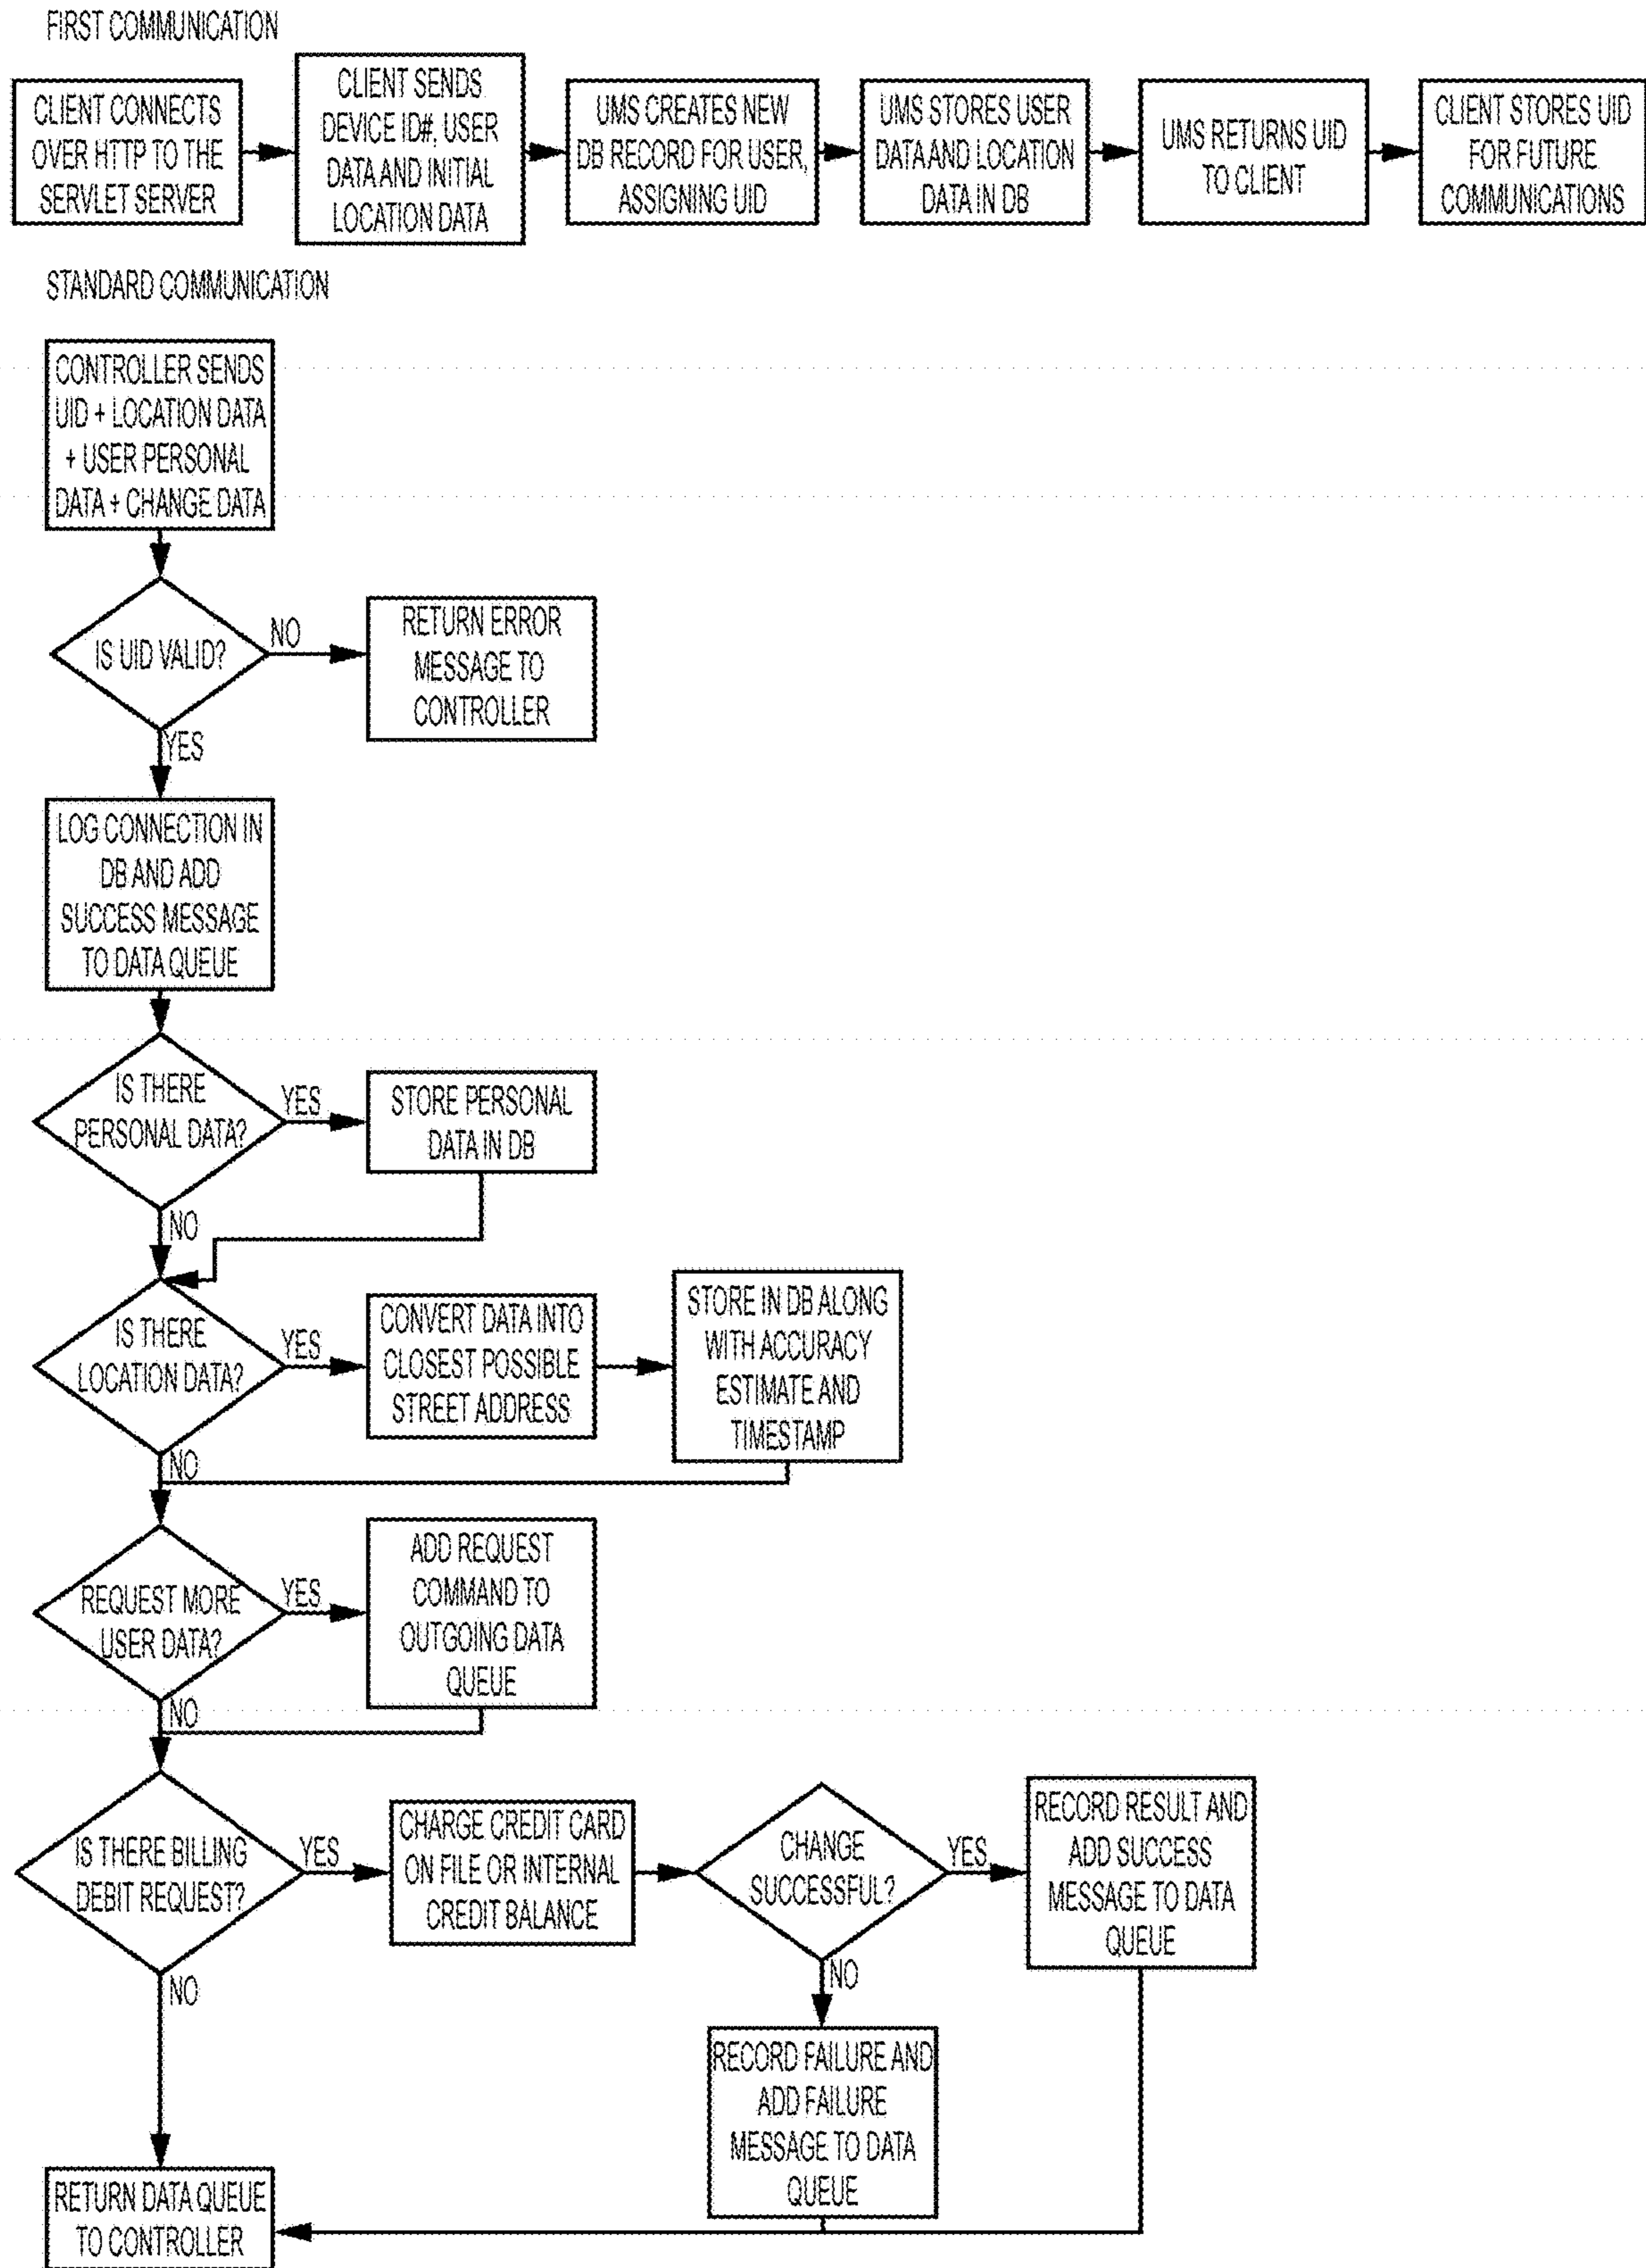 FIRST COMMUNICATION
CLIENT CONNECTS
OVER HTTP TO THE
SERVLET SERVER
CLIENT SENDS
DEVICE ID#, USER
DATA AND INITIAL
LOCATION DATA
UMS CREATES NEW
DB RECORD FOR USER,
ASSIGNING UID
UMS STORES USER
DATA AND LOCATION
DATA IN DB
UMS RETURNS UID
TO CLIENT
CLIENT STORES UID
FOR FUTURE
COMMUNICATIONS
STANDARD COMMUNICATION
CONTROLLER SENDS
UID + LOCATION DATA
+ USER PERSONAL
DATA + CHANGE DATA
IS UID VALID?
NO
RETURN ERROR
MESSAGE TO
CONTROLLER
YES
LOG CONNECTION IN
DB AND ADD
SUCCESS MESSAGE
TO DATA QUEUE
IS THERE
PERSONAL DATA?
YES
STORE PERSONAL
DATA IN DB
NO
IS THERE
LOCATION DATA?
YES
CONVERT DATA INTO
CLOSEST POSSIBLE
STREET ADDRESS
STORE IN DB ALONG
WITH ACCURACY
ESTIMATE AND
TIMESTAMP
NO
REQUEST MORE
USER DATA?
YES
ADD REQUEST
COMMAND TO
OUTGOING DATA
QUEUE
NO
IS THERE BILLING
DEBIT REQUEST?
YES
CHARGE CREDIT CARD
ON FILE OR INTERNAL
CREDIT BALANCE
CHANGE
SUCCESSFUL?
YES
RECORD RESULT AND
ADD SUCCESS
MESSAGE TO DATA
QUEUE
NO
NO
RECORD FAILURE AND
ADD FAILURE
MESSAGE TO DATA
QUEUE
RETURN DATA QUEUE
TO CONTROLLER